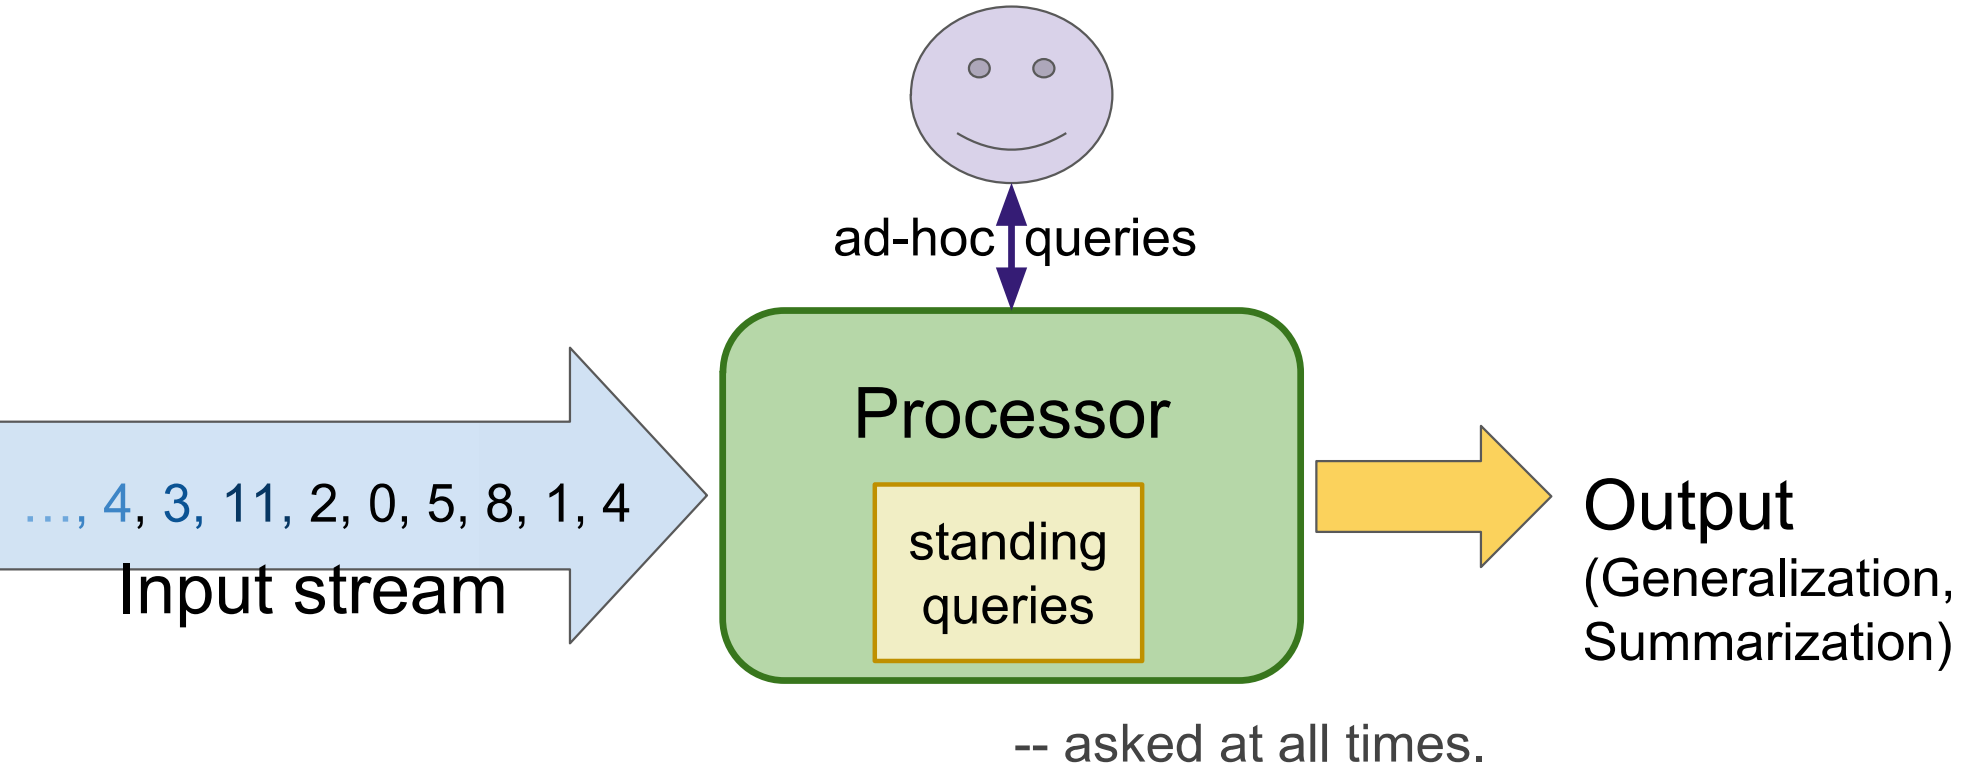 ad-hoc queries
Processor
…, 4, 3, 11, 2, 0, 5, 8, 1, 4
Input stream
standing
queries
Output
(Generalization,
Summarization)
-- asked at all times.